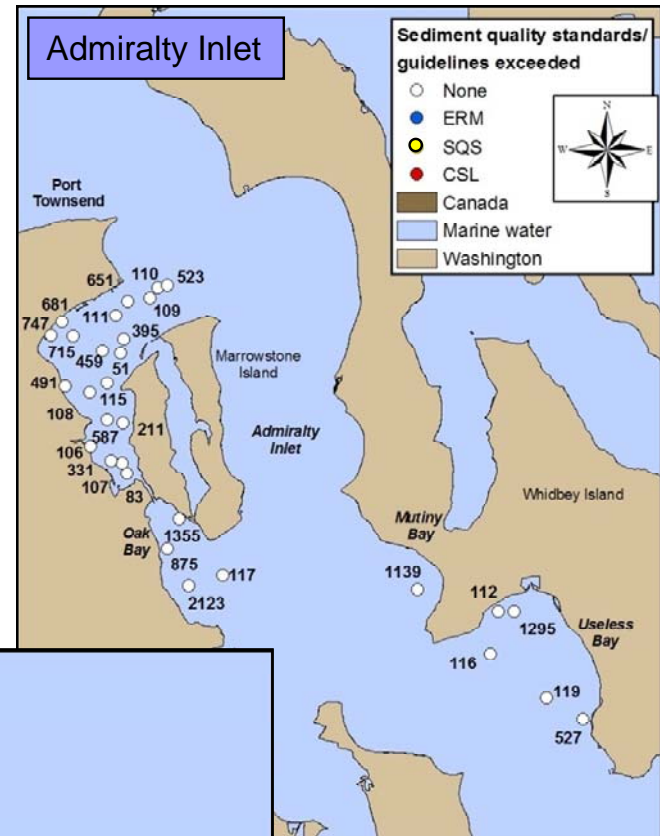 Admiralty Inlet
Sediment quality standards/
guidelines exceeded
None
ERM
SQS
CSL
Canada
Marine water
Washington
N
W
E
S
Port
Townsend
651
110
523
109
681
111
747
395
715
459
51
Marrowstone
Island
491
115
108
Admiralty
Inlet
587
211
106
331
107
83
Whidbey Island
Oak
Bay
1355
Mutiny
Bay
875
117
1139
2123
112
1295
Useless
Bay
116
119
527